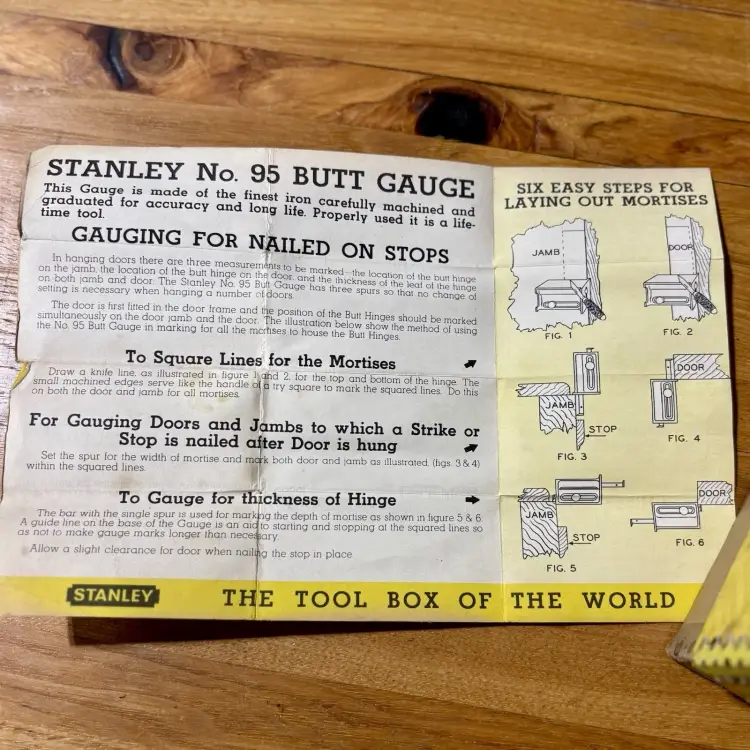 STANLEY No. 95 BUTT GAUGE
This Gauge is made of the finest iron carefully machined and
graduated for accuracy and long life. Properly used it is a life-
time tool.
GAUGING FOR NAILED ON STOPS
In hanging doors there are three measurements to be marked—the location of the butt hinge
on the jamb, the location of the butt hinge on the door, and the thickness of the leaf of the hinge
on both jamb and door. The Stanley No. 95 Butt Gauge has three spurs so that no change of
setting is necessary when hanging a number of doors.
The door is first fitted in the door frame and the position of the Butt Hinges should be marked
simultaneously on the door jamb and the door. The illustration below show the method of using
the No. 95 Butt Gauge in marking for all the mortises to house the Butt Hinges.
To Square Lines for the Mortises
Draw a knife line, as illustrated in figure 1 and 2, for the top and bottom of the hinge. The
small machined edges serve like the handle of a try square to mark the squared lines. Do this
on both the door and jamb for all mortises.
For Gauging Doors and Jambs to which a Strike or
Stop is nailed after Door is hung
Set the spur for the width of mortise and mark both door and jamb as illustrated. (figs. 3 & 4)
within the squared lines.
To Gauge for thickness of Hinge
The bar with the single spur is used for marking the depth of mortise as shown in figure 5 & 6.
A guide line on the base of the Gauge is an aid to starting and stopping at the squared lines so
as not to make gauge marks longer than necessary.
Allow a slight clearance for door when nailing the stop in place
SIX EASY STEPS FOR
LAYING OUT MORTISES
JAMB
DOOR
FIG. 1
FIG. 2
JAMB
STOP
FIG. 3
DOOR
FIG. 4
JAMB
STOP
FIG. 5
DOOR
FIG. 6
STANLEY THE TOOL BOX OF THE WORLD